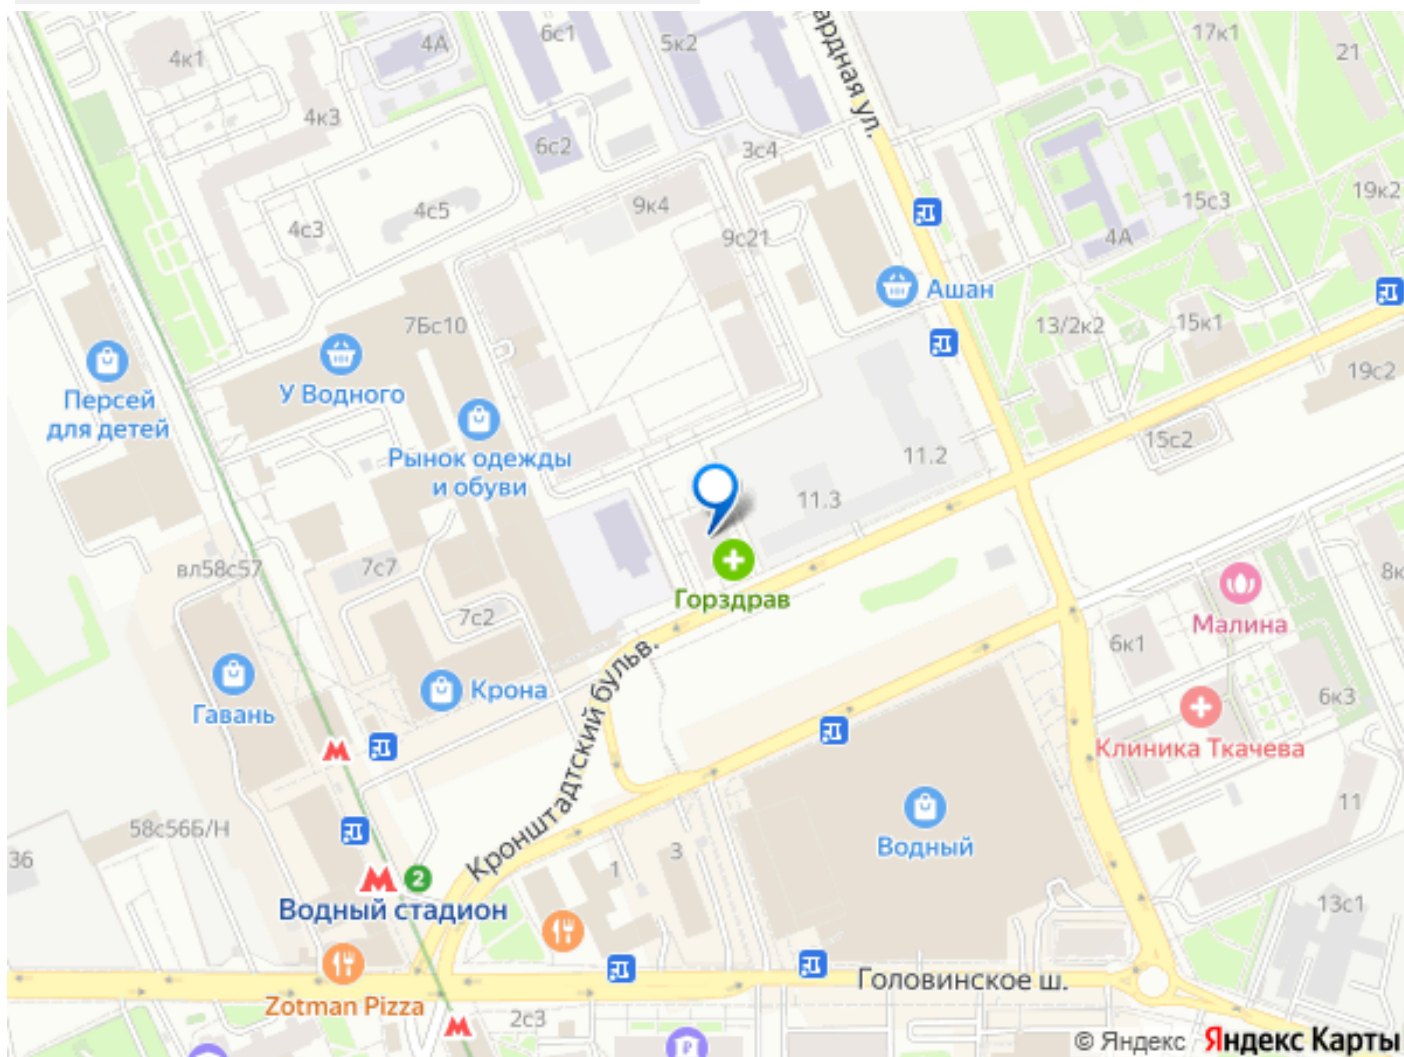 4к1
4А
6с1
5к2
17к1
21
ардная ул.
4к3
6с2
3с4
4с5
9к4
4с3
9с21
15с3
19к2
4А
Ашан
7Бс10
13/2к2
15к1
У Водного
Персей
для детей
19с2
Рынок одежды
и обуви
15с2
11.2
11.3
вл58с57
7с7
Горздрав
8к
7с2
Малина
6к1
Крона
Гавань
6к3
Клиника Ткачева
Кронштадтский бульв.
М
11
58с56Б/Н
Водный
36
1
3
М 2
Водный стадион
13с1
Головинское ш.
Zotman Pizza
2с3
М
₽
© Яндекс Яндекс Карты